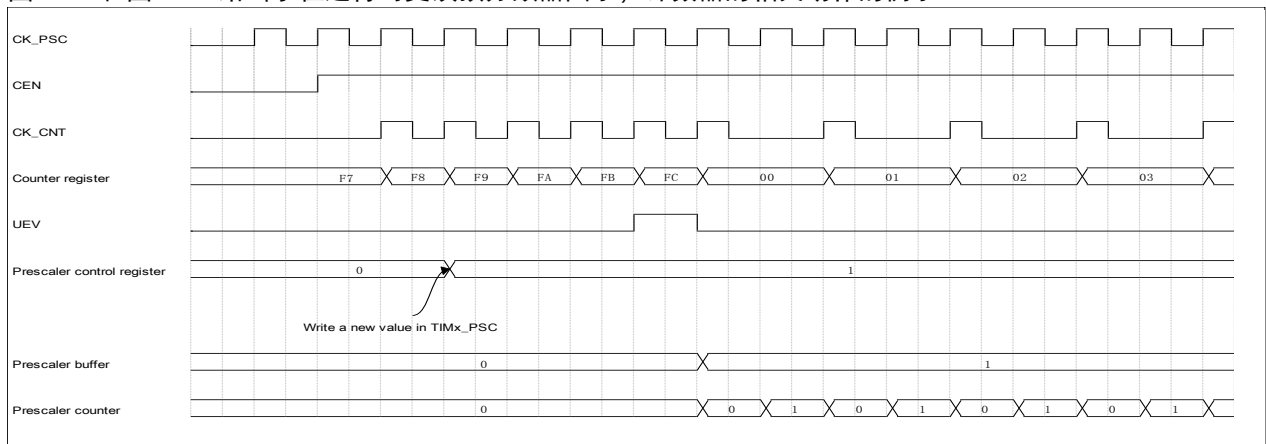 CK_PSC
CEN
CK_CNT
Counter register F7 F8 F9 FA FB FC 00 01 02 03
UEV
Prescaler control register 0 1
Write a new value in TIMx_PSC
Prescaler buffer 0 1
Prescaler counter 0 0 1 0 1 0 1 0 1